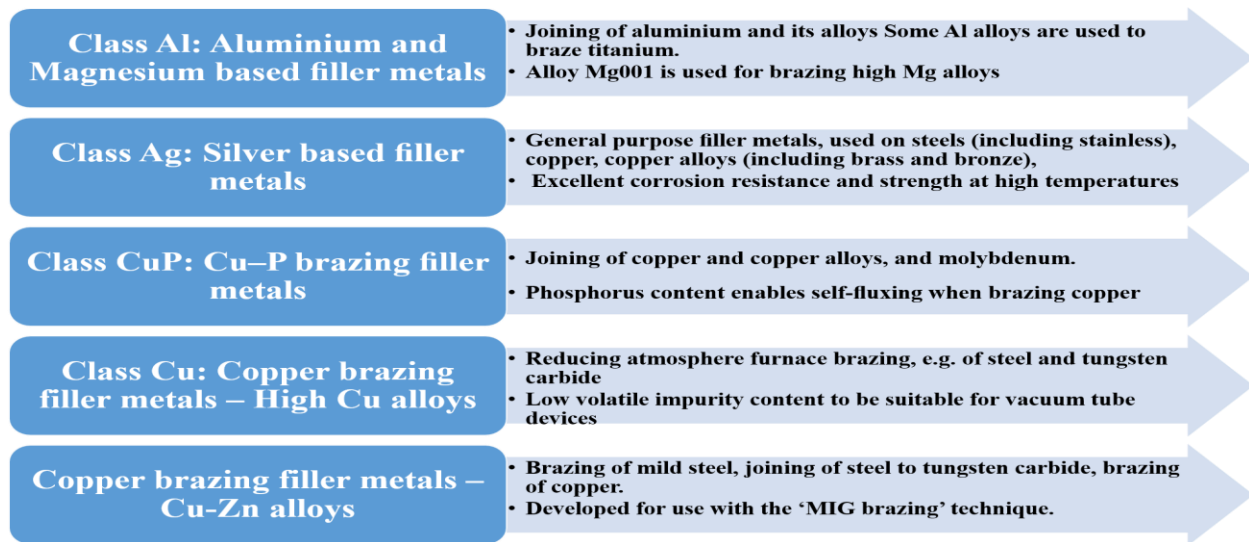 Class Al: Aluminium and
Magnesium based filler metals
• Joining of aluminium and its alloys Some Al alloys are used to
braze titanium.
• Alloy Mg001 is used for brazing high Mg alloys
Class Ag: Silver based filler
metals
• General purpose filler metals, used on steels (including stainless),
copper, copper alloys (including brass and bronze),
• Excellent corrosion resistance and strength at high temperatures
Class CuP: Cu–P brazing filler
metals
• Joining of copper and copper alloys, and molybdenum.
• Phosphorus content enables self-fluxing when brazing copper
Class Cu: Copper brazing
filler metals – High Cu alloys
• Reducing atmosphere furnace brazing, e.g. of steel and tungsten
carbide
• Low volatile impurity content to be suitable for vacuum tube
devices
Copper brazing filler metals –
Cu-Zn alloys
• Brazing of mild steel, joining of steel to tungsten carbide, brazing
of copper.
• Developed for use with the ‘MIG brazing’ technique.